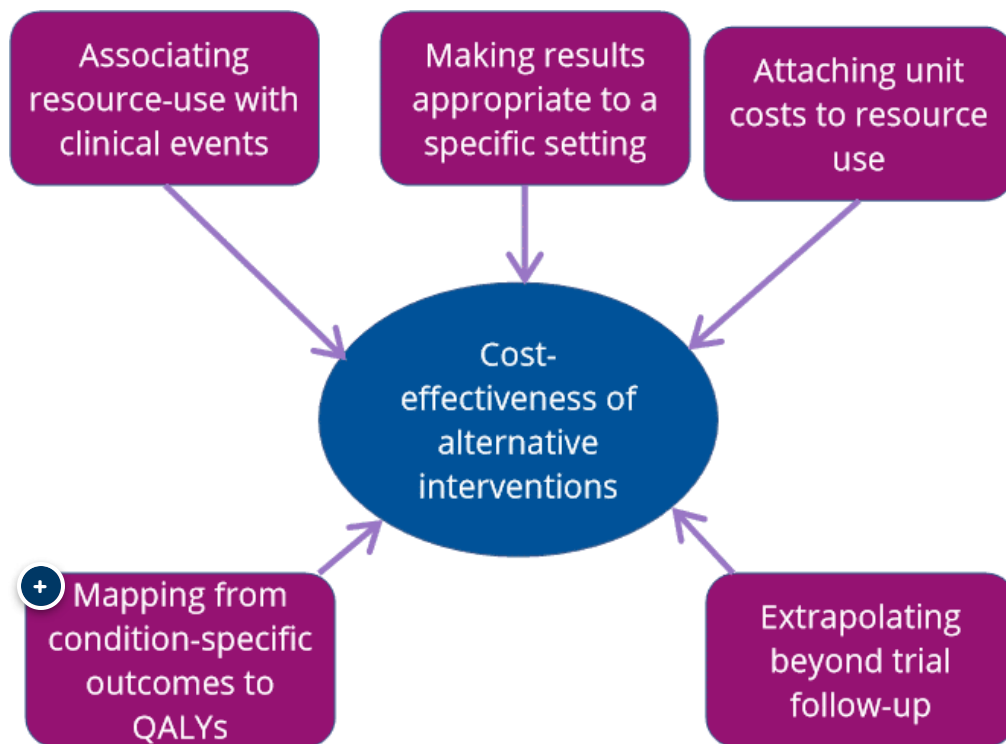 Associating
resource-use with
clinical events
Making results
appropriate to a
specific setting
Attaching unit
costs to resource
use
Cost-
effectiveness of
alternative
interventions
+
Mapping from
condition-specific
outcomes to
QALYs
Extrapolating
beyond trial
follow-up